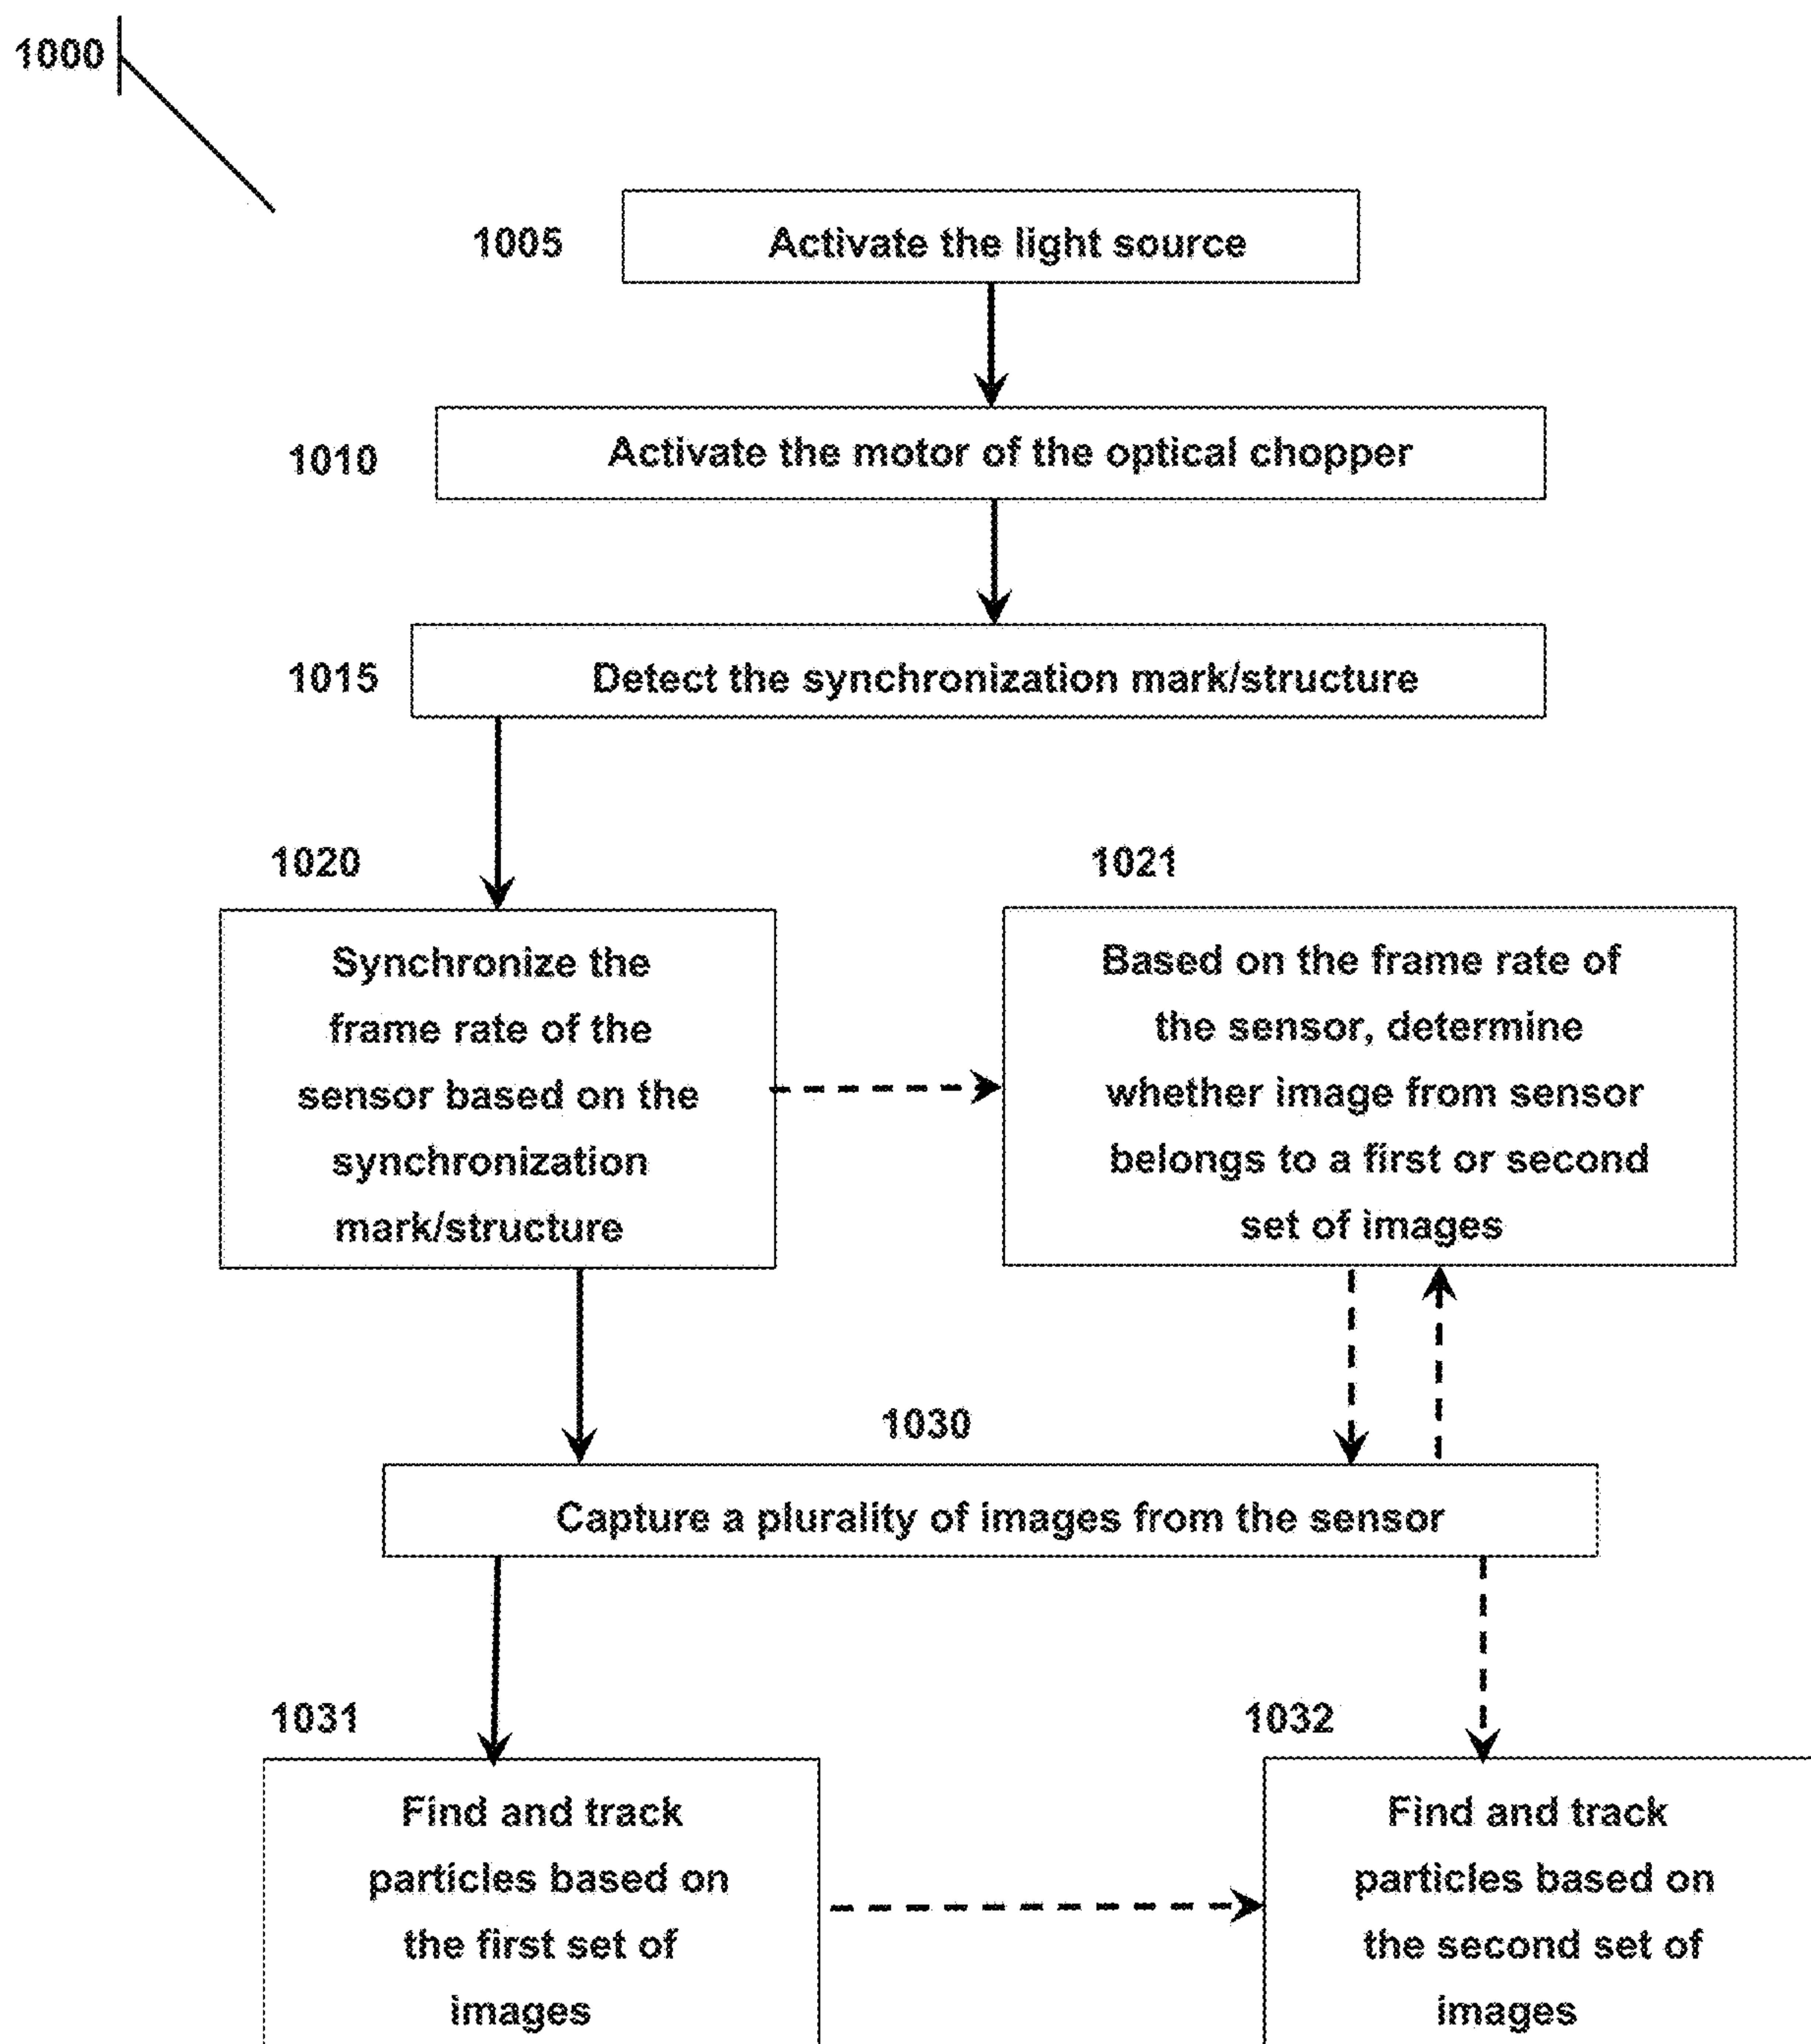 1000
1005
Activate the light source
1010
Activate the motor of the optical chopper
1015
Detect the synchronization mark/structure
1020
Synchronize the
frame rate of the
sensor based on the
synchronization
mark/structure
1021
Based on the frame rate of
the sensor, determine
whether image from sensor
belongs to a first or second
set of images
1030
Capture a plurality of images from the sensor
1031
Find and track
particles based on
the first set of
images
1032
Find and track
particles based on
the second set of
images